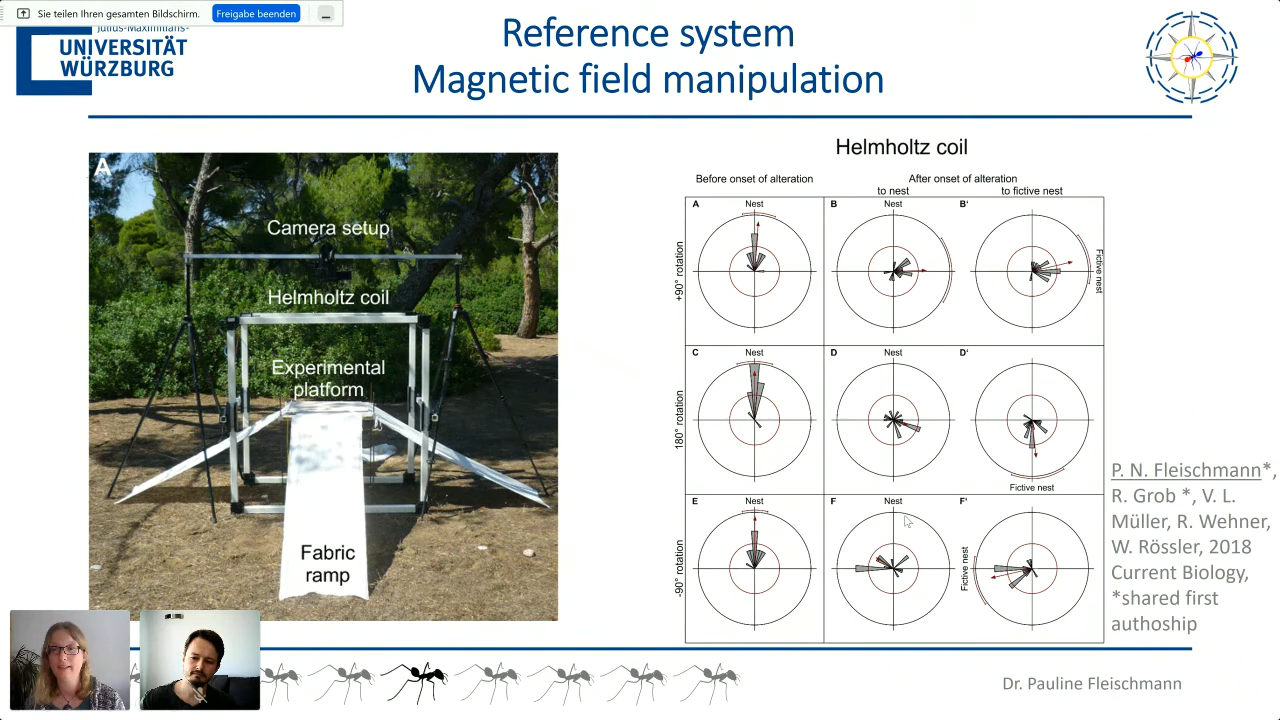 Sie teilen Ihren gesamten Bildschirm.
Freigabe beenden
Julius-Maximilians-
UNIVERSITÄT
WÜRZBURG
Reference system
Magnetic field manipulation
A
Camera setup
Helmholtz coil
Experimental
platform
Fabric
ramp
Helmholtz coil
Before onset of alteration
After onset of alteration
to nest
to fictive nest
+90° rotation
A
Nest
B
Nest
B'
Fictive nest
180° rotation
C
Nest
D
Nest
D'
Fictive nest
-90° rotation
E
Nest
F
Nest
F'
Fictive nest
P. N. Fleischmann*,
R. Grob *, V. L.
Müller, R. Wehner,
W. Rössler, 2018
Current Biology,
*shared first
authoship
Dr. Pauline Fleischmann